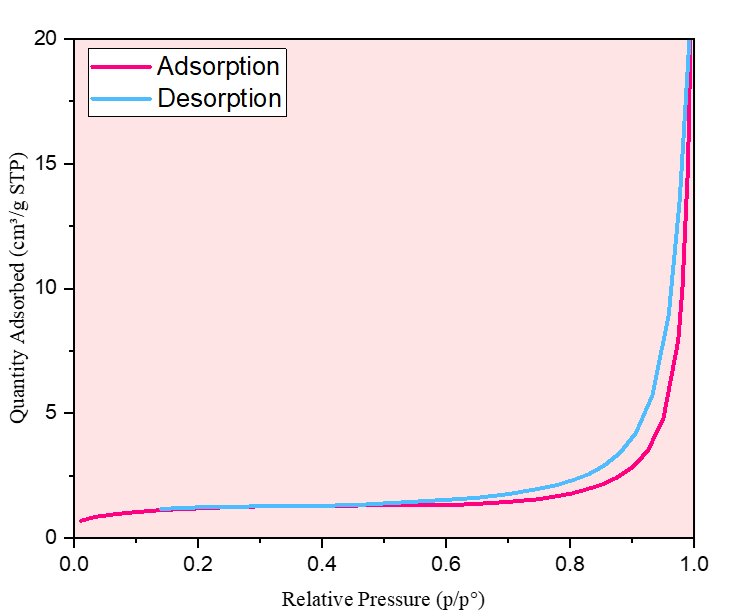 20
15
10
5
0
Adsorption
Desorption
Quantity Adsorbed (cm³/g STP)
0.0 0.2 0.4 0.6 0.8 1.0
Relative Pressure (p/p°)